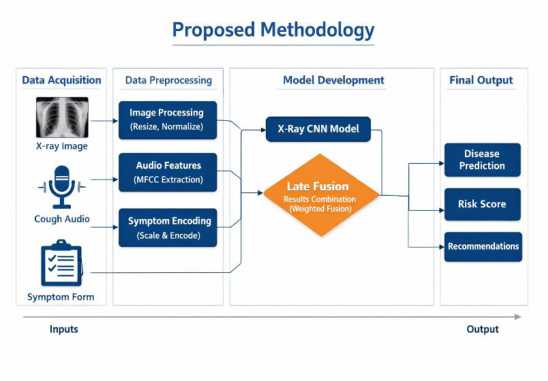 Proposed Methodology
Data Acquisition
X-ray Image
Cough Audio
Symptom Form
Data Preprocessing
Image Processing
(Resize, Normalize)
Audio Features
(MFCC Extraction)
Symptom Encoding
(Scale & Encode)
Model Development
X-Ray CNN Model
Late Fusion
Results Combination
(Weighted Fusion)
Final Output
Disease
Prediction
Risk Score
Recommendations
Inputs
Output